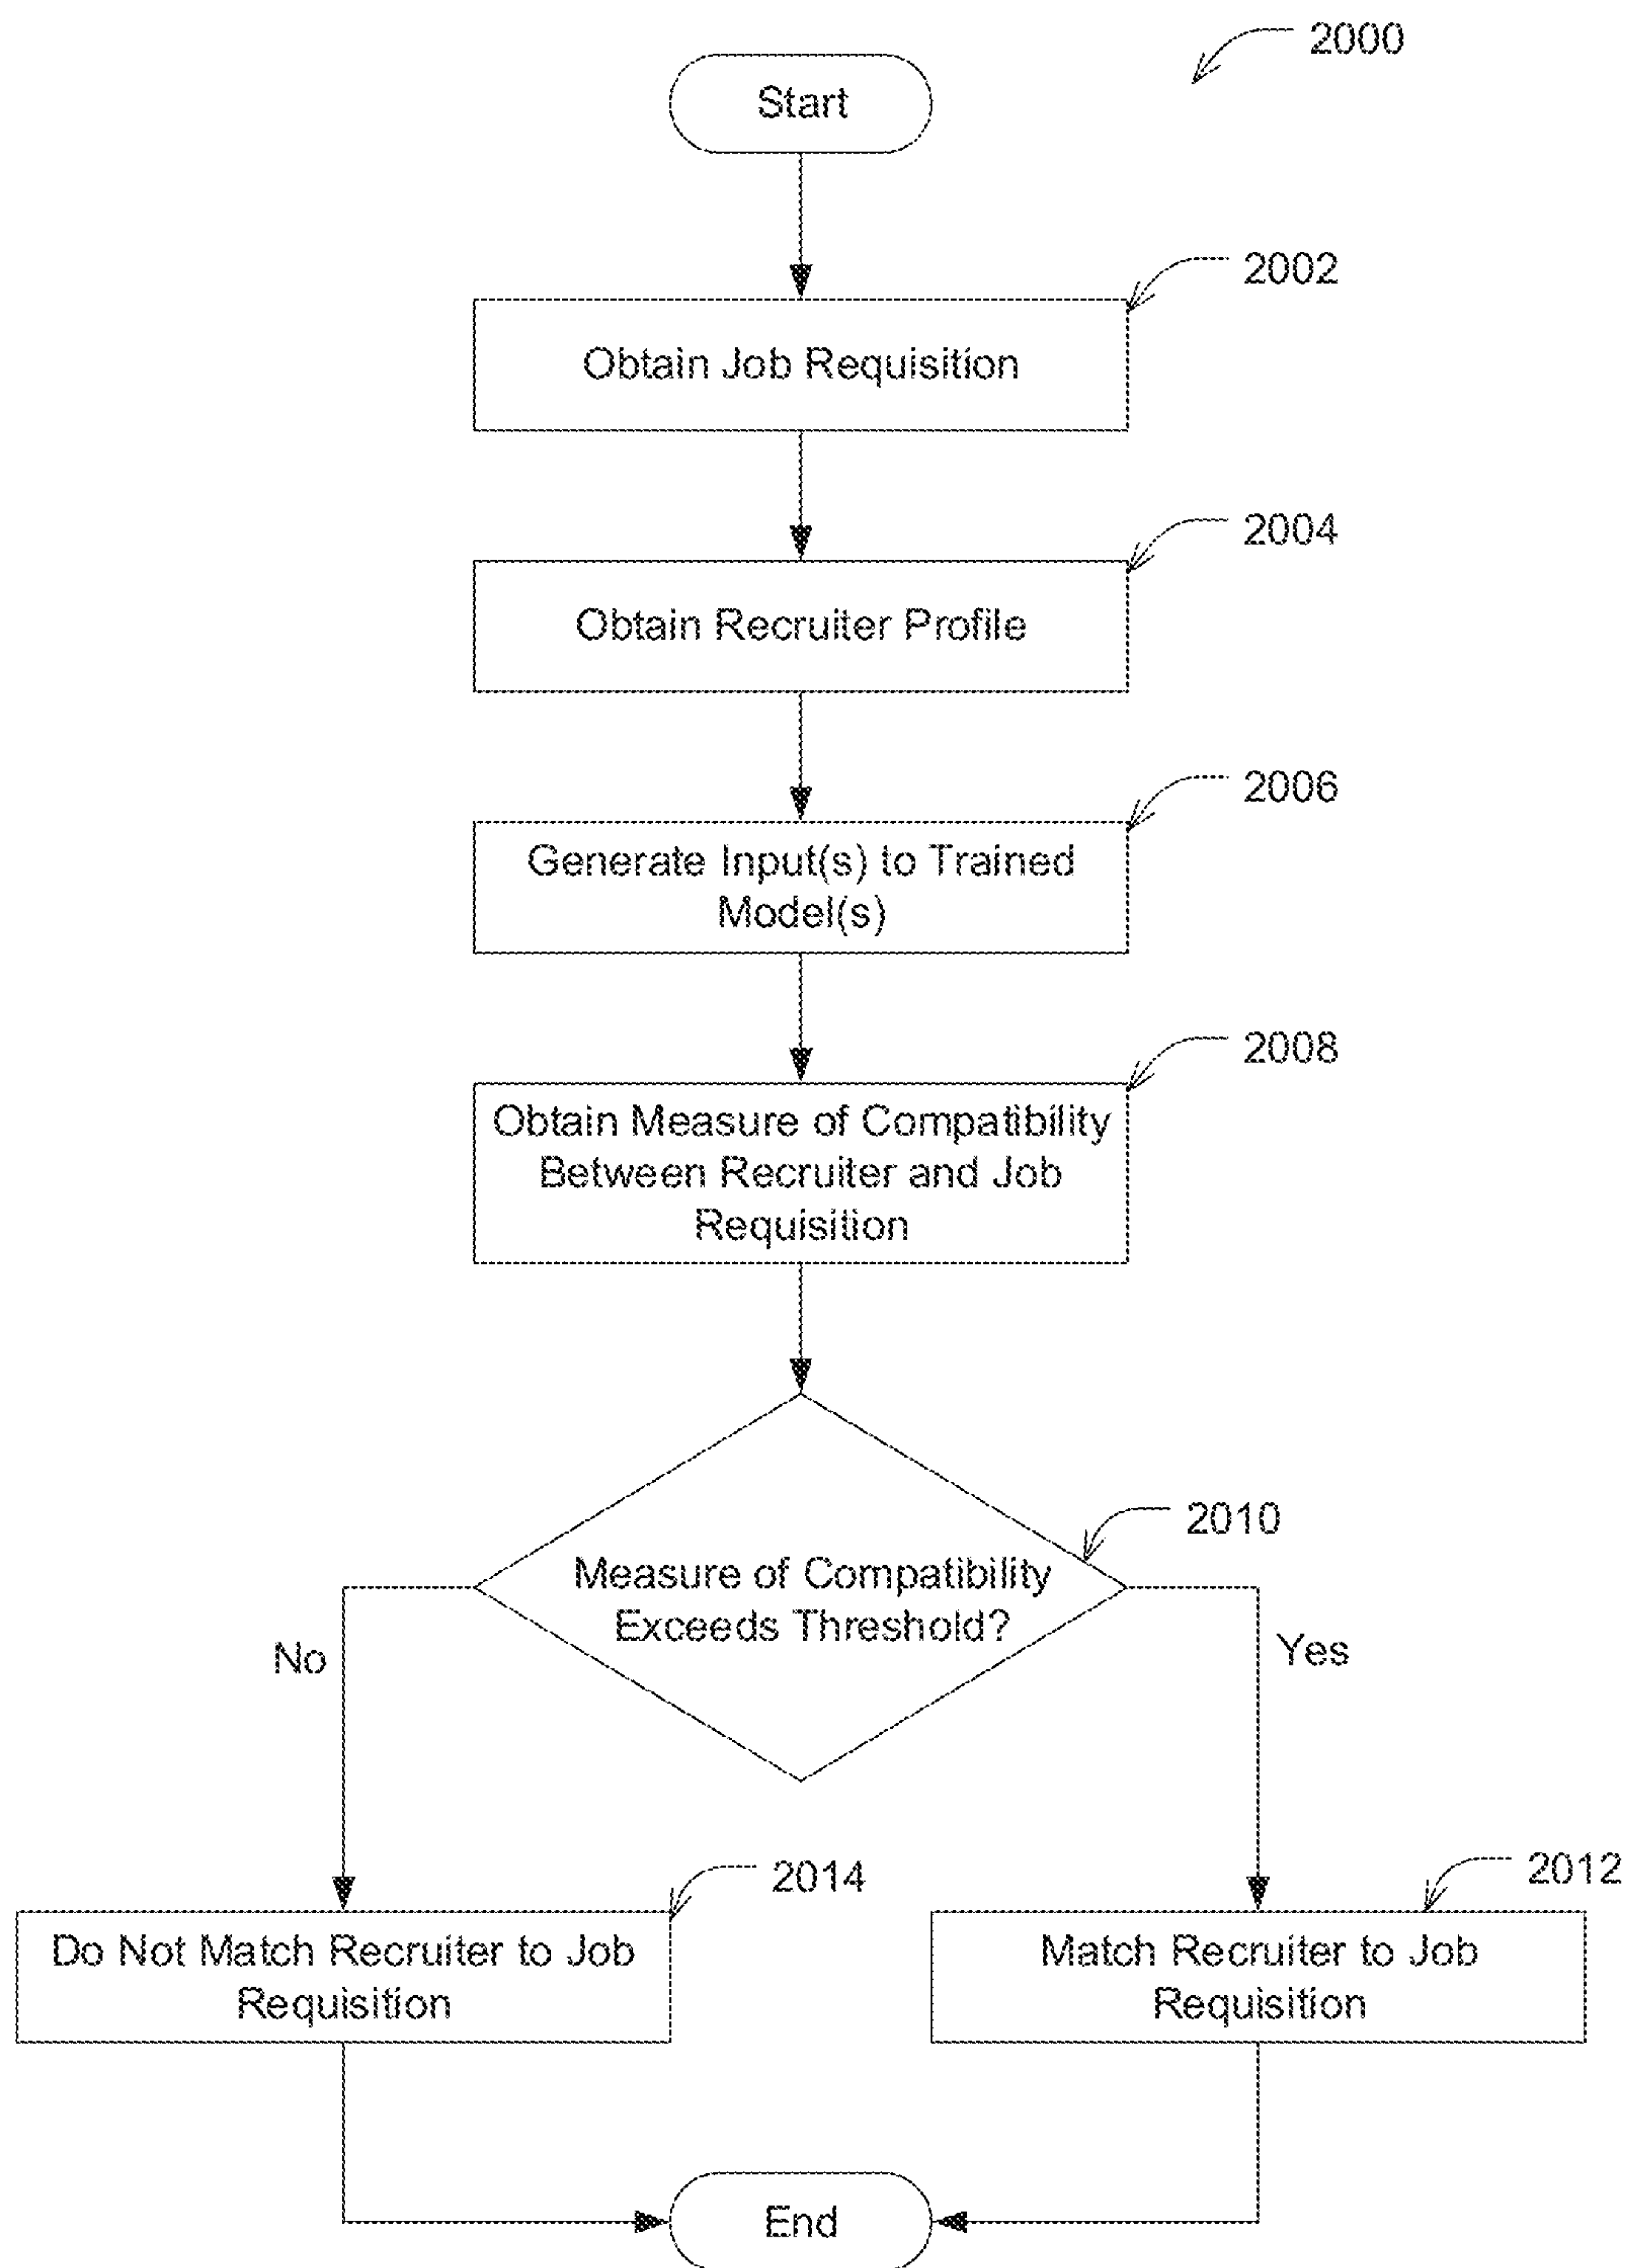 2000
Start
2002
Obtain Job Requisition
2004
Obtain Recruiter Profile
2006
Generate Input(s) to Trained
Model(s)
2008
Obtain Measure of Compatibility
Between Recruiter and Job
Requisition
2010
Measure of Compatibility
Exceeds Threshold?
No
Yes
2014
Do Not Match Recruiter to Job
Requisition
2012
Match Recruiter to Job
Requisition
End